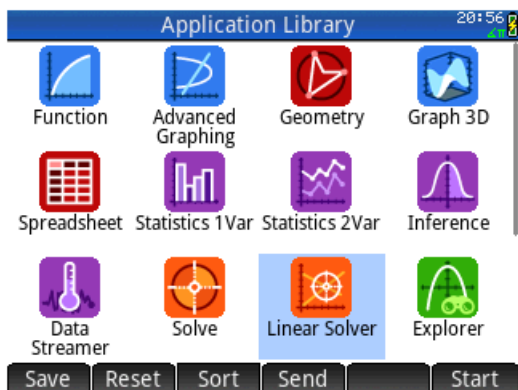 Application Library
20:56
∡π
Function
Advanced Graphing
Geometry
Graph 3D
Spreadsheet
Statistics 1Var
Statistics 2Var
Inference
Data Streamer
Solve
Linear Solver
Explorer
Save
Reset
Sort
Send
Start